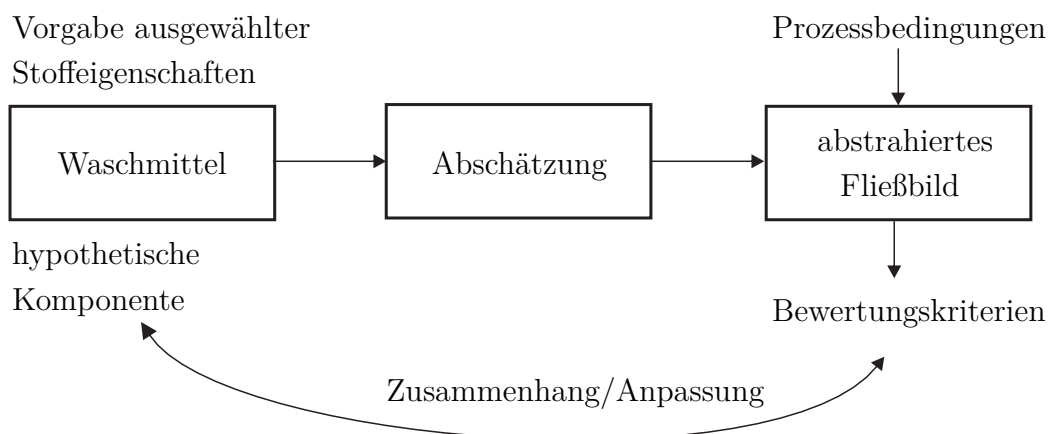 Vorgabe ausgewählter
Stoffeigenschaften
Prozessbedingungen
Waschmittel
Abschätzung
abstrahiertes
Fließbild
hypothetische
Komponente
Bewertungskriterien
Zusammenhang/Anpassung